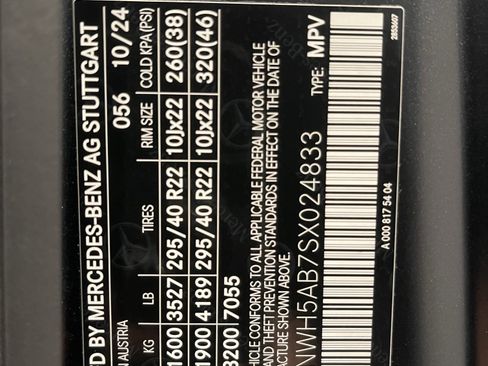 D BY MERCEDES-BENZ AG STUTTGART
AUSTRIA 056 10/24
KG LB TIRES RIM SIZE COLD KPA (PSI)
1600 3527 295/40 R22 10Jx22 260(38)
1900 4189 295/40 R22 10Jx22 320(46)
3200 7055
VEHICLE CONFORMS TO ALL APPLICABLE FEDERAL MOTOR VEHICLE
AND THEFT PREVENTION STANDARDS IN EFFECT ON THE DATE OF
FACTURE SHOWN ABOVE.
NWH5AB7SX024833 TYPE: MPV
A 000 817 54 04
2853607